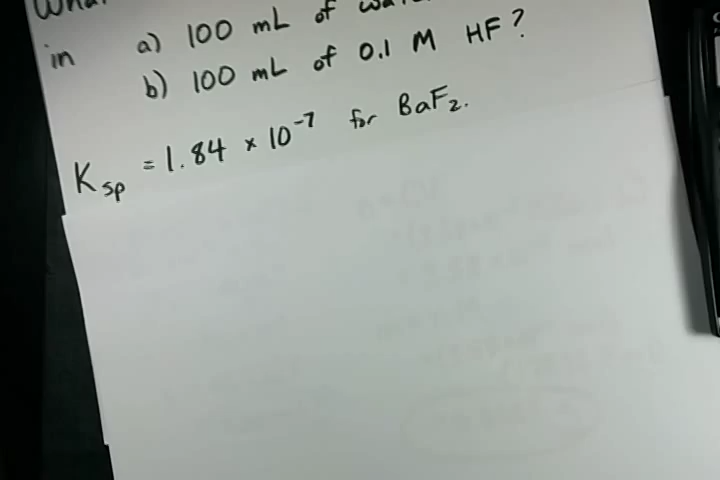 in a) 100 mL of
b) 100 mL of 0.1 M HF?
Ksp = 1.84 × 10⁻⁷ for BaF₂.